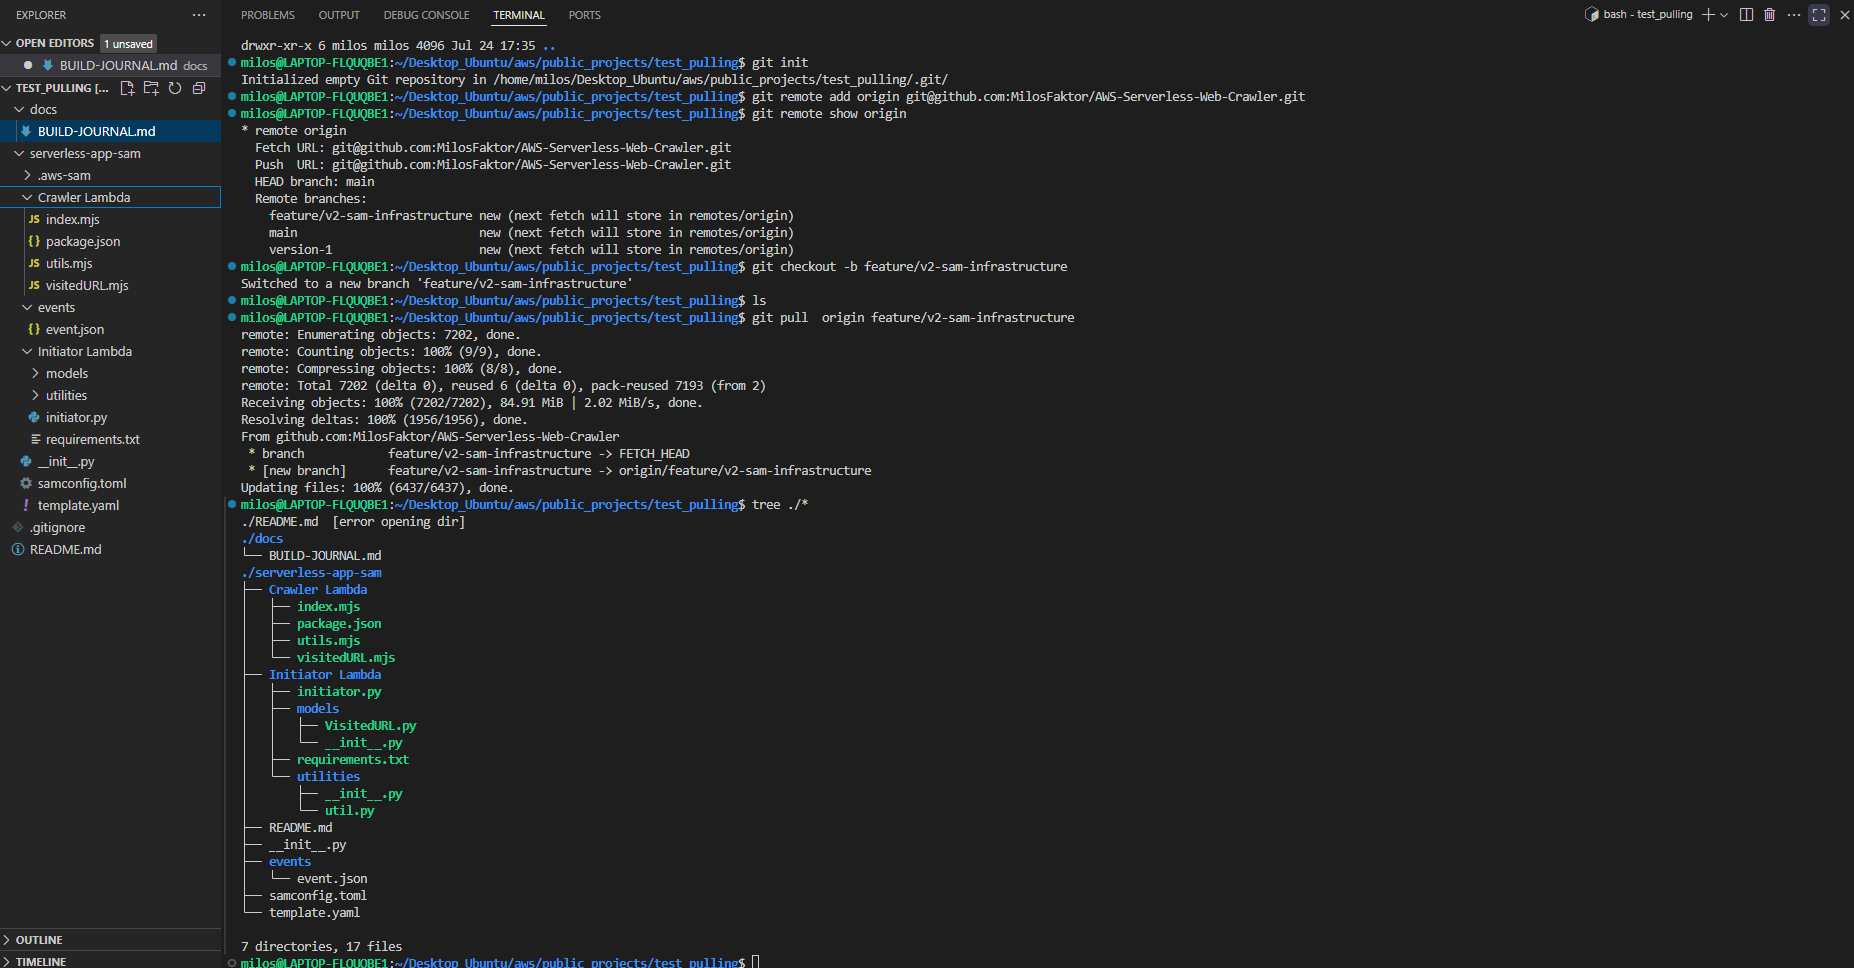 EXPLORER
OPEN EDITORS 1 unsaved
BUILD-JOURNAL.md docs
TEST_PULLING [...
docs
BUILD-JOURNAL.md
serverless-app-sam
.aws-sam
Crawler Lambda
JS index.mjs
{} package.json
JS utils.mjs
JS visitedURL.mjs
events
{} event.json
Initiator Lambda
models
utilities
initiator.py
requirements.txt
__init__.py
samconfig.toml
! template.yaml
.gitignore
README.md
OUTLINE
TIMELINE
PROBLEMS OUTPUT DEBUG CONSOLE TERMINAL PORTS
bash - test_pulling
drwxr-xr-x 6 milos milos 4096 Jul 24 17:35 ..
milos@LAPTOP-FLQUQBE1:~/Desktop_Ubuntu/aws/public_projects/test_pulling$ git init
Initialized empty Git repository in /home/milos/Desktop_Ubuntu/aws/public_projects/test_pulling/.git/
milos@LAPTOP-FLQUQBE1:~/Desktop_Ubuntu/aws/public_projects/test_pulling$ git remote add origin git@github.com:MilosFaktor/AWS-Serverless-Web-Crawler.git
milos@LAPTOP-FLQUQBE1:~/Desktop_Ubuntu/aws/public_projects/test_pulling$ git remote show origin
* remote origin
  Fetch URL: git@github.com:MilosFaktor/AWS-Serverless-Web-Crawler.git
  Push  URL: git@github.com:MilosFaktor/AWS-Serverless-Web-Crawler.git
  HEAD branch: main
  Remote branches:
    feature/v2-sam-infrastructure new (next fetch will store in remotes/origin)
    main                          new (next fetch will store in remotes/origin)
    version-1                     new (next fetch will store in remotes/origin)
milos@LAPTOP-FLQUQBE1:~/Desktop_Ubuntu/aws/public_projects/test_pulling$ git checkout -b feature/v2-sam-infrastructure
Switched to a new branch 'feature/v2-sam-infrastructure'
milos@LAPTOP-FLQUQBE1:~/Desktop_Ubuntu/aws/public_projects/test_pulling$ ls
milos@LAPTOP-FLQUQBE1:~/Desktop_Ubuntu/aws/public_projects/test_pulling$ git pull  origin feature/v2-sam-infrastructure
remote: Enumerating objects: 7202, done.
remote: Counting objects: 100% (9/9), done.
remote: Compressing objects: 100% (8/8), done.
remote: Total 7202 (delta 0), reused 6 (delta 0), pack-reused 7193 (from 2)
Receiving objects: 100% (7202/7202), 84.91 MiB | 2.02 MiB/s, done.
Resolving deltas: 100% (1956/1956), done.
From github.com:MilosFaktor/AWS-Serverless-Web-Crawler
 * branch            feature/v2-sam-infrastructure -> FETCH_HEAD
 * [new branch]      feature/v2-sam-infrastructure -> origin/feature/v2-sam-infrastructure
Updating files: 100% (6437/6437), done.
milos@LAPTOP-FLQUQBE1:~/Desktop_Ubuntu/aws/public_projects/test_pulling$ tree ./*
./README.md  [error opening dir]
./docs
└── BUILD-JOURNAL.md
./serverless-app-sam
├── Crawler Lambda
│   ├── index.mjs
│   ├── package.json
│   ├── utils.mjs
│   └── visitedURL.mjs
├── Initiator Lambda
│   ├── initiator.py
│   ├── models
│   │   ├── VisitedURL.py
│   │   └── __init__.py
│   ├── requirements.txt
│   └── utilities
│       ├── __init__.py
│       └── util.py
├── README.md
├── __init__.py
├── events
│   └── event.json
├── samconfig.toml
└── template.yaml
7 directories, 17 files
milos@LAPTOP-FLQUQBE1:~/Desktop_Ubuntu/aws/public_projects/test_pulling$